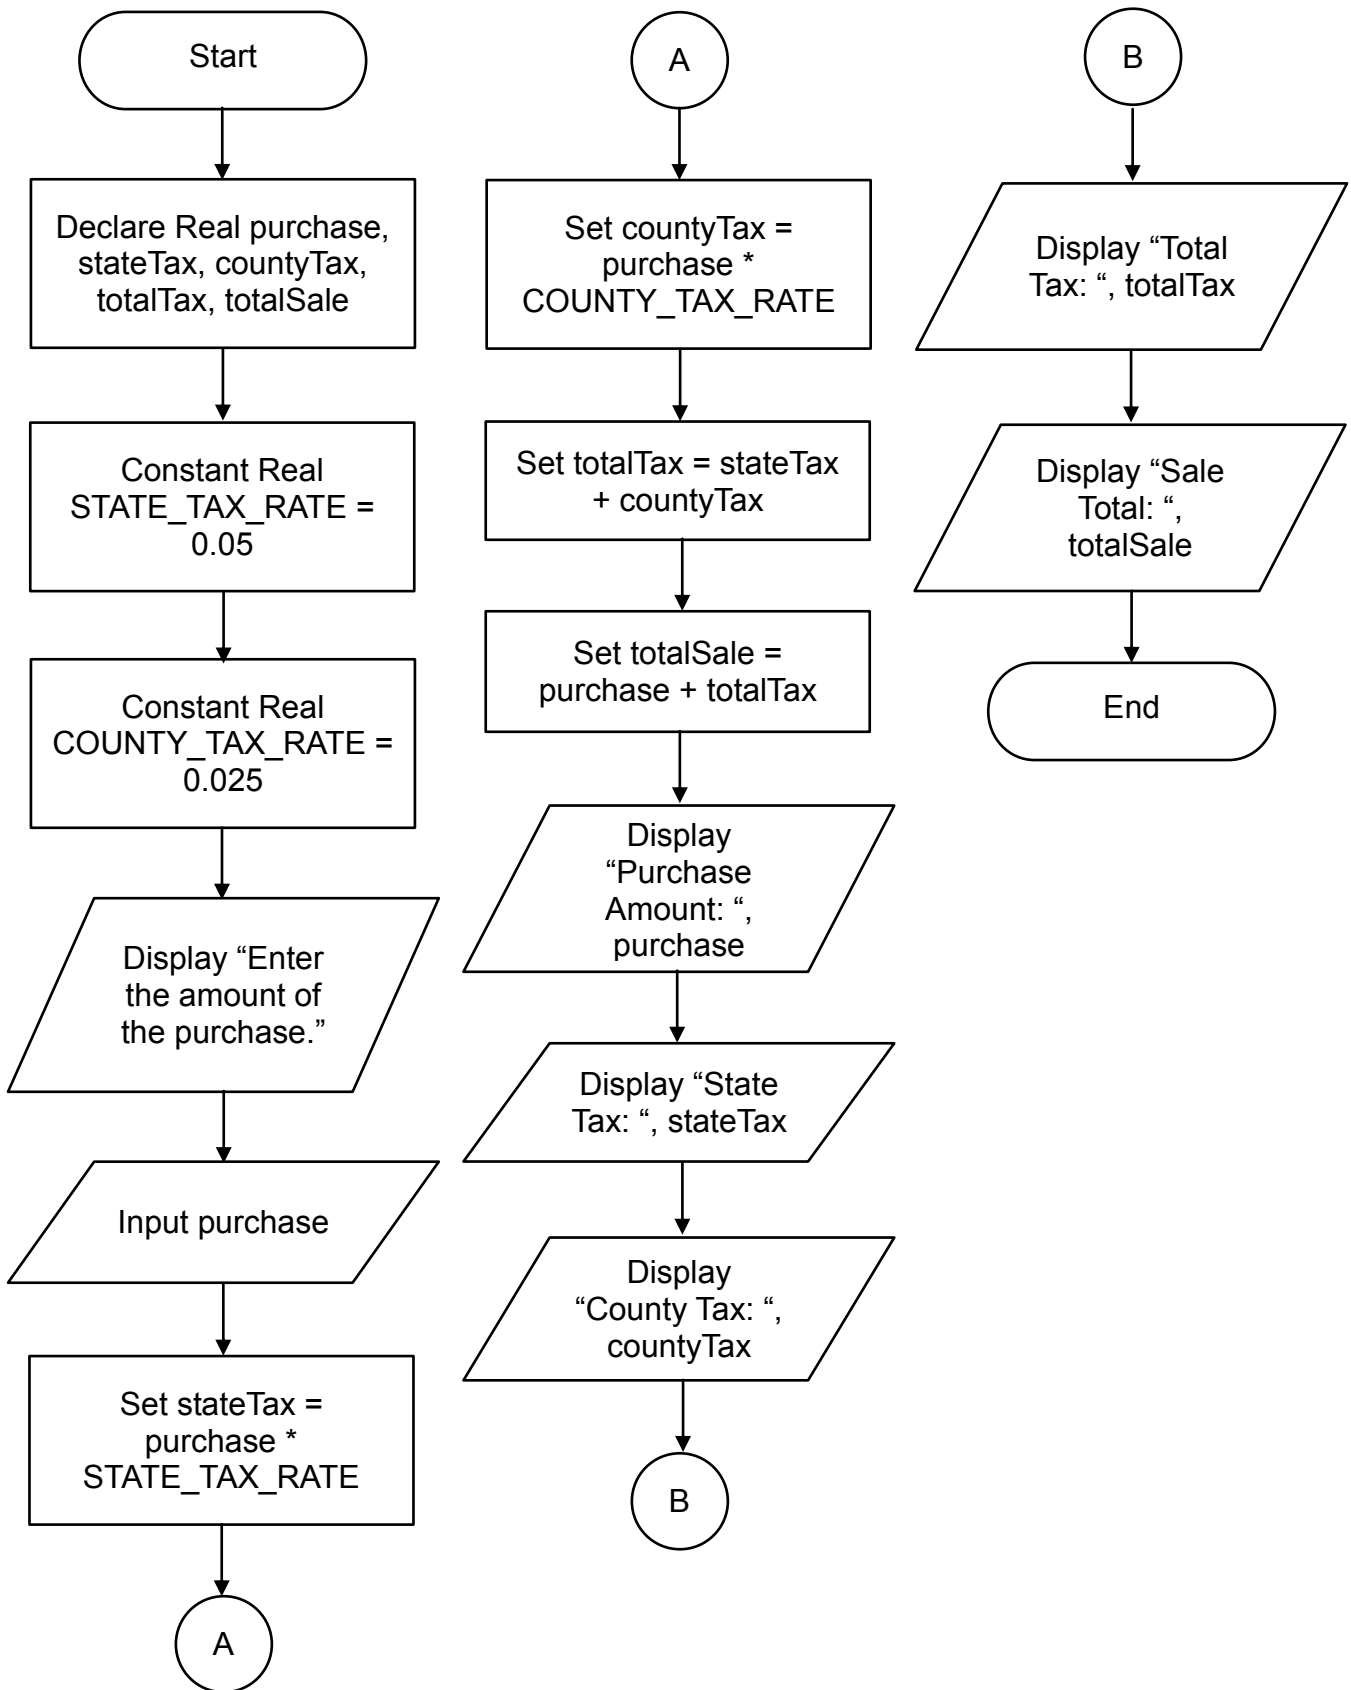 Start
Declare Real purchase,
stateTax, countyTax,
totalTax, totalSale
Constant Real
STATE_TAX_RATE =
0.05
Constant Real
COUNTY_TAX_RATE =
0.025
Display “Enter
the amount of
the purchase.”
Input purchase
Set stateTax =
purchase *
STATE_TAX_RATE
A
A
Set countyTax =
purchase *
COUNTY_TAX_RATE
Set totalTax = stateTax
+ countyTax
Set totalSale =
purchase + totalTax
Display
“Purchase
Amount: “,
purchase
Display “State
Tax: “, stateTax
Display
“County Tax: “,
countyTax
B
B
Display “Total
Tax: “, totalTax
Display “Sale
Total: “,
totalSale
End